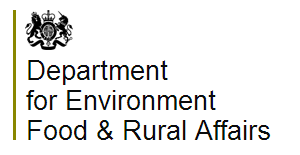 Department
for Environment
Food & Rural Affairs